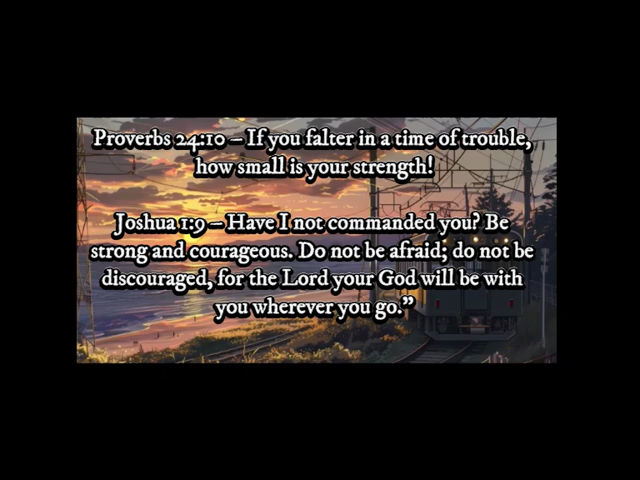 Proverbs 24:10 – If you falter in a time of trouble,
how small is your strength!
Joshua 1:9 – Have I not commanded you? Be
strong and courageous. Do not be afraid; do not be
discouraged, for the Lord your God will be with
you wherever you go.”